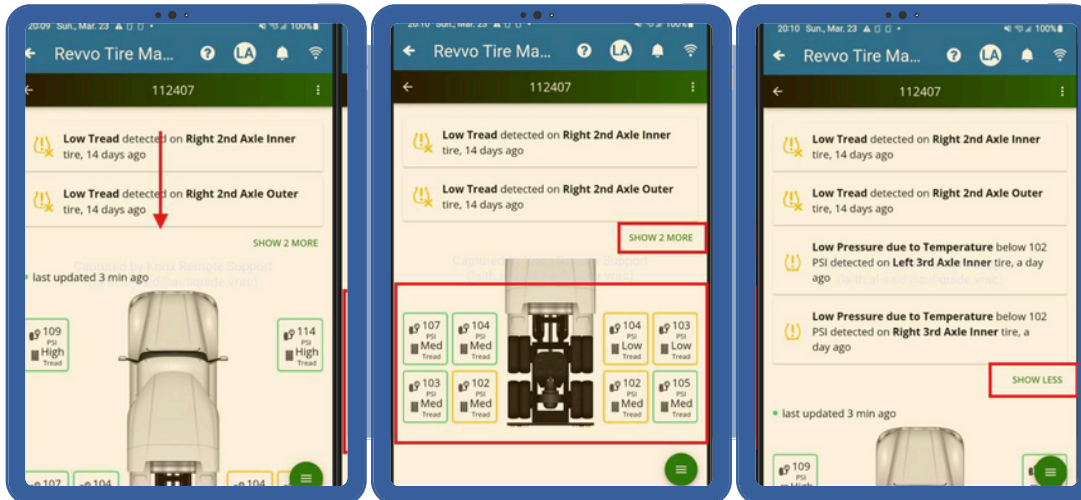 20:09 Sun., Mar. 23
100%
Revvo Tire Ma...
?
LA
112407
Low Tread detected on Right 2nd Axle Inner
tire, 14 days ago
Low Tread detected on Right 2nd Axle Outer
tire, 14 days ago
SHOW 2 MORE
Captured by Knox Remote Support
last updated 3 min ago
109
PSI
High
Tread
114
PSI
High
Tread
107
104
104
20:10 Sun., Mar. 23
100%
Revvo Tire Ma...
?
LA
112407
Low Tread detected on Right 2nd Axle Inner
tire, 14 days ago
Low Tread detected on Right 2nd Axle Outer
tire, 14 days ago
SHOW 2 MORE
107
PSI
Med
Tread
104
PSI
Med
Tread
104
PSI
Low
Tread
103
PSI
Low
Tread
103
PSI
Med
Tread
102
PSI
Med
Tread
102
PSI
Med
Tread
105
PSI
Med
Tread
20:10 Sun., Mar. 23
100%
Revvo Tire Ma...
?
LA
112407
Low Tread detected on Right 2nd Axle Inner
tire, 14 days ago
Low Tread detected on Right 2nd Axle Outer
tire, 14 days ago
Low Pressure due to Temperature below 102
PSI detected on Left 3rd Axle Inner tire, a day
ago
Low Pressure due to Temperature below 102
PSI detected on Right 3rd Axle Inner tire, a
day ago
SHOW LESS
last updated 3 min ago
109
PSI
High